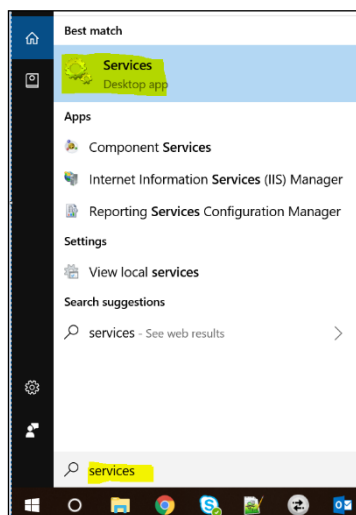 Best match
Services
Desktop app
Apps
Component Services
Internet Information Services (IIS) Manager
Reporting Services Configuration Manager
Settings
View local services
Search suggestions
services - See web results
services